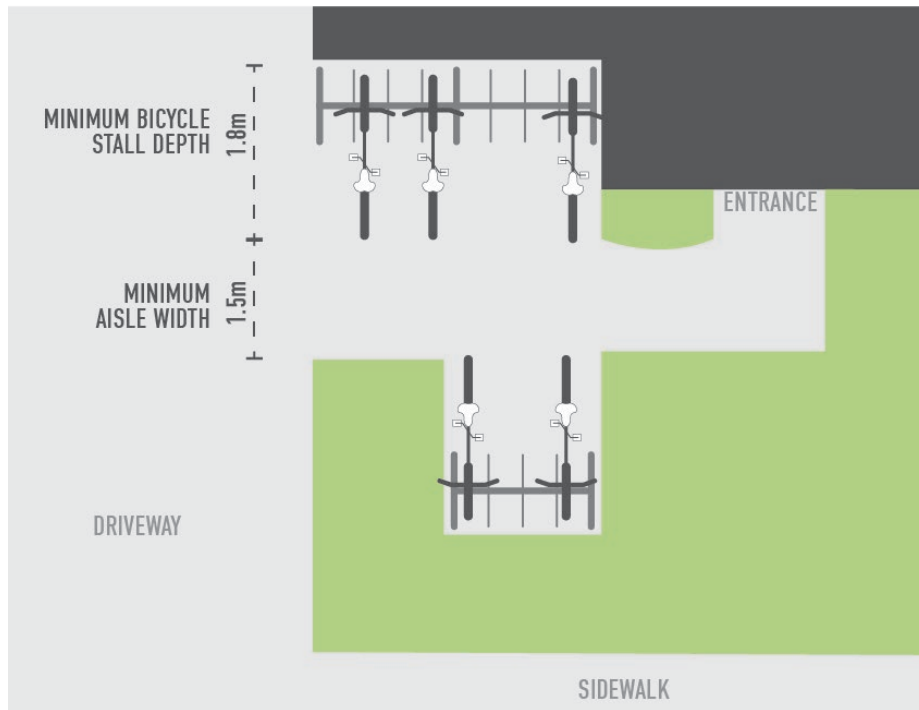 MINIMUM BICYCLE
STALL DEPTH
1.8m
ENTRANCE
MINIMUM
AISLE WIDTH
1.5m
DRIVEWAY
SIDEWALK